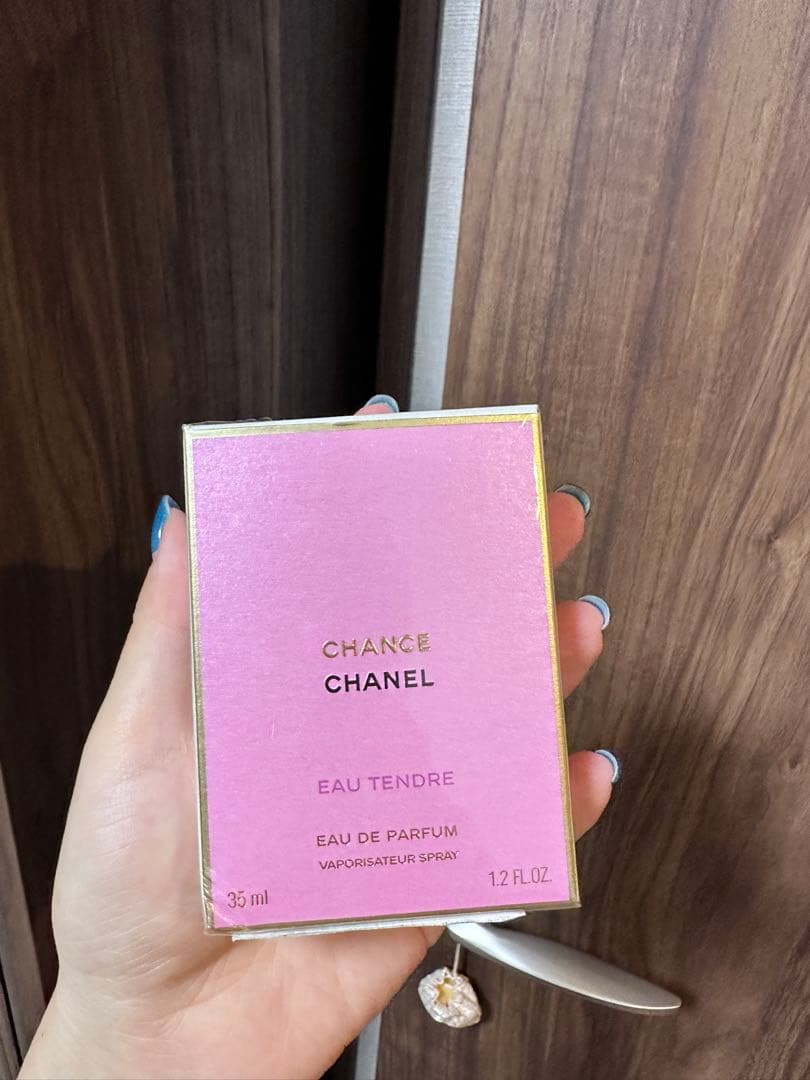 CHANCE
CHANEL
EAU TENDRE
EAU DE PARFUM
VAPORISATEUR SPRAY
35 ml 1.2 FL.OZ.